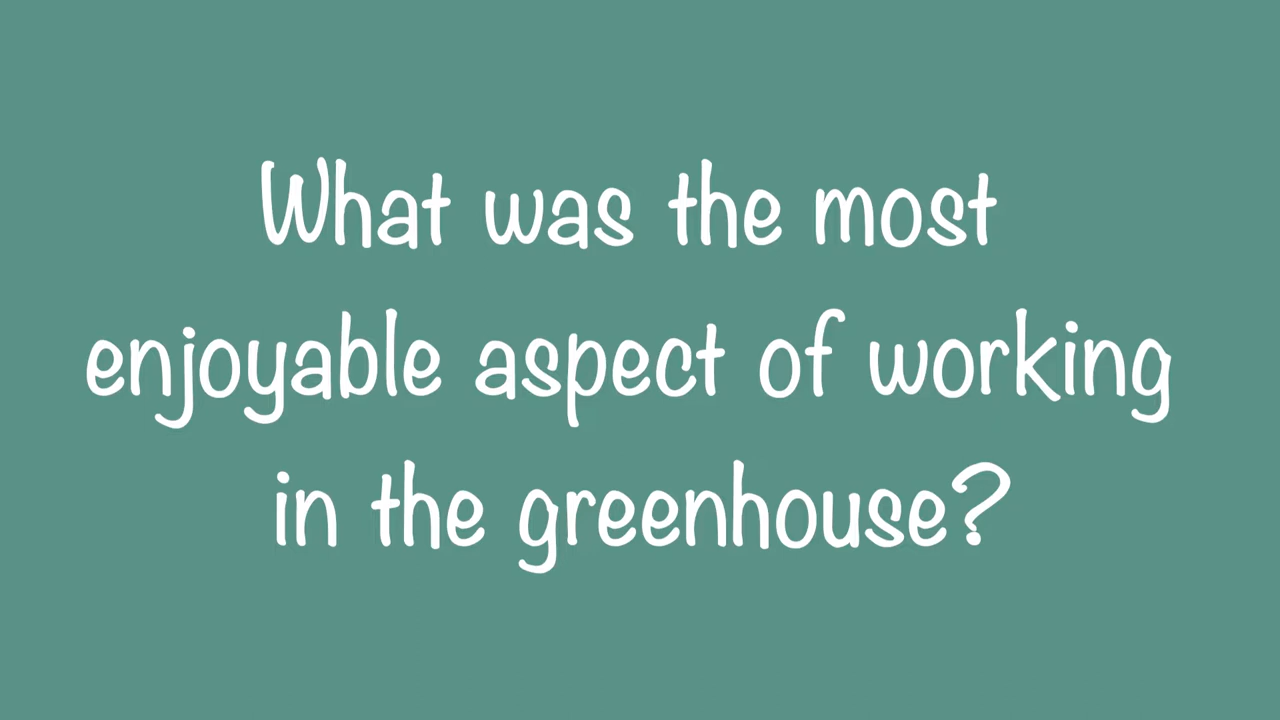 What was the most
enjoyable aspect of working
in the greenhouse?